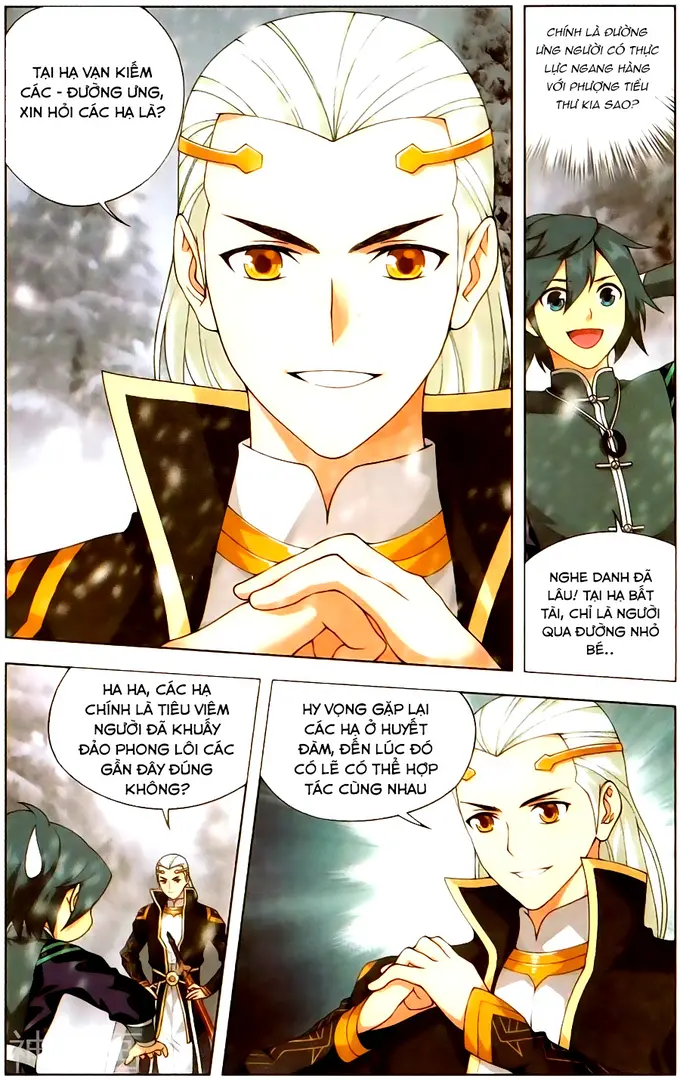 TẠI HẠ VẠN KIẾM
CÁC - ĐƯỜNG ƯNG,
XIN HỎI CÁC HẠ LÀ?
CHÍNH LÀ ĐƯỜNG
ƯNG NGƯỜI CÓ THỰC
LỰC NGANG HÀNG
VỚI PHƯỢNG TIỂU
THƯ KIA SAO?
NGHE DANH ĐÃ
LÂU! TẠI HẠ BẤT
TÀI, CHỈ LÀ NGƯỜI
QUA ĐƯỜNG NHỎ
BÉ..
HA HA, CÁC HẠ
CHÍNH LÀ TIÊU VIÊM
NGƯỜI ĐÃ KHUẤY
ĐẢO PHONG LÔI CÁC
GẦN ĐÂY ĐÚNG
KHÔNG?
HY VỌNG GẶP LẠI
CÁC HẠ Ở HUYẾT
ĐÀM, ĐẾN LÚC ĐÓ
CÓ LẼ CÓ THỂ HỢP
TÁC CÙNG NHAU